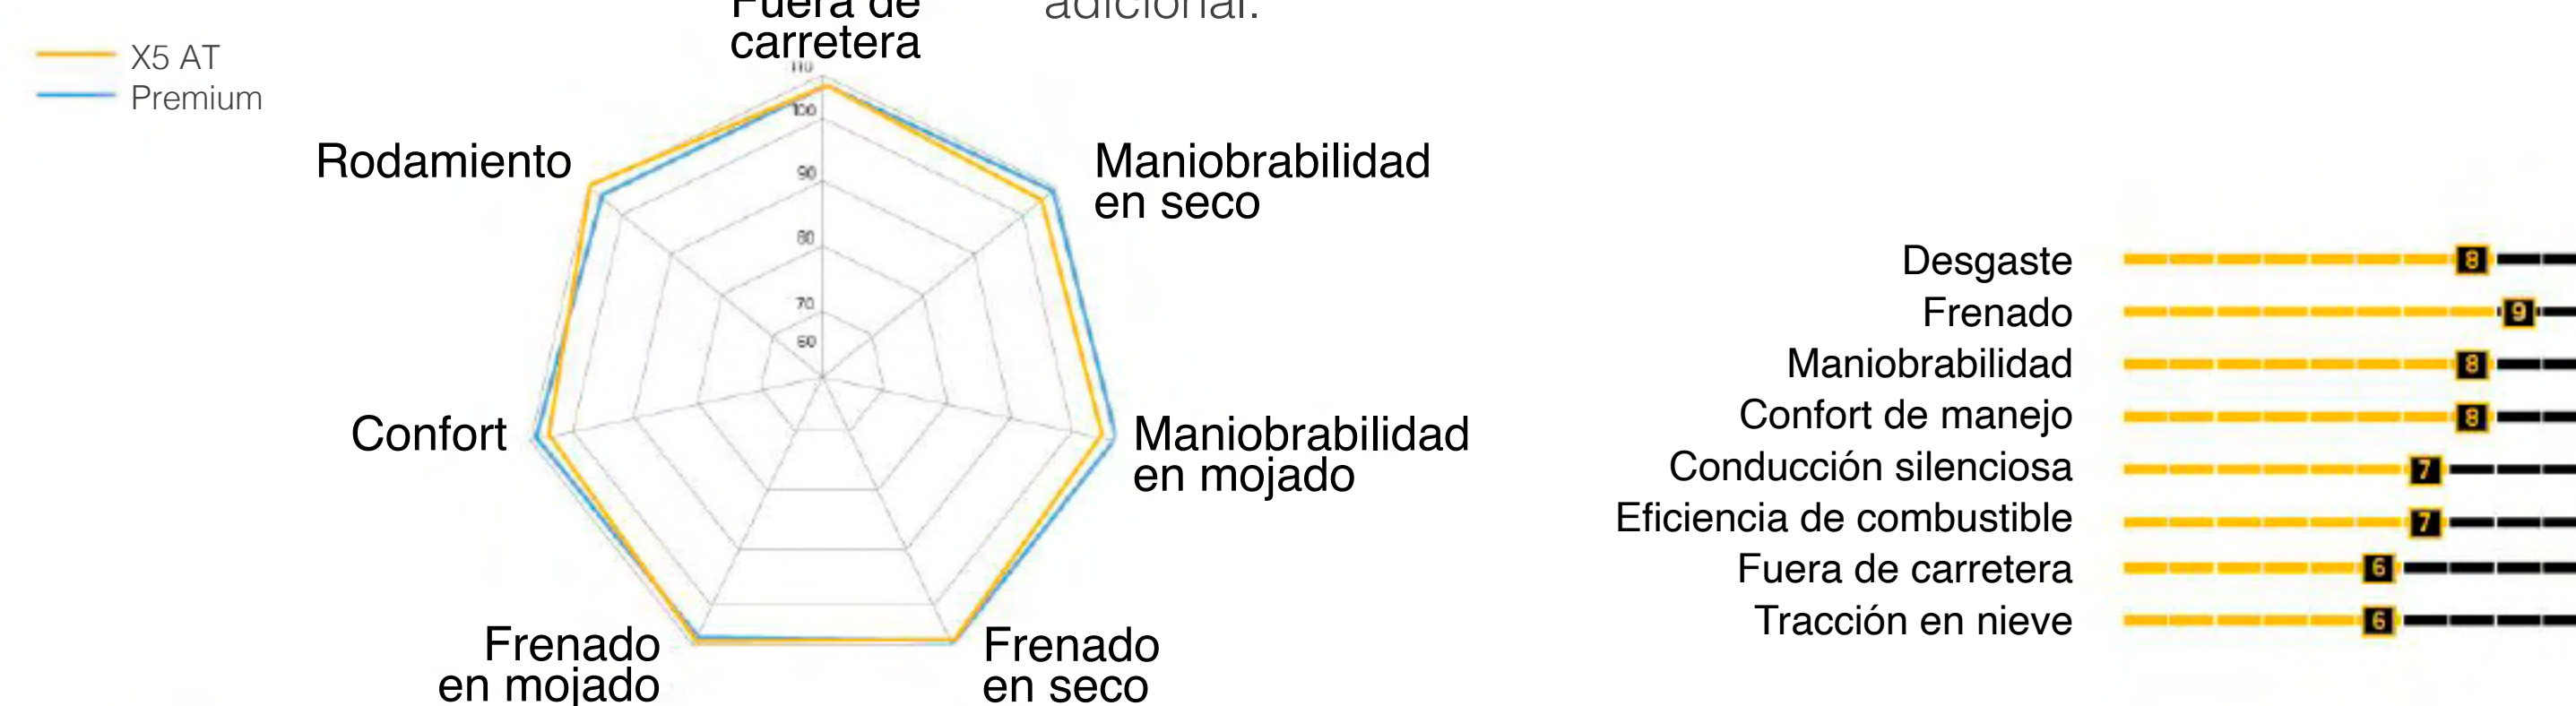 Fuera de
carretera
adicional.
X5 AT
Premium
110
100
90
80
70
60
Rodamiento
Maniobrabilidad
en seco
Confort
Maniobrabilidad
en mojado
Frenado
en mojado
Frenado
en seco
Desgaste 8
Frenado 9
Maniobrabilidad 8
Confort de manejo 8
Conducción silenciosa 7
Eficiencia de combustible 7
Fuera de carretera 6
Tracción en nieve 6